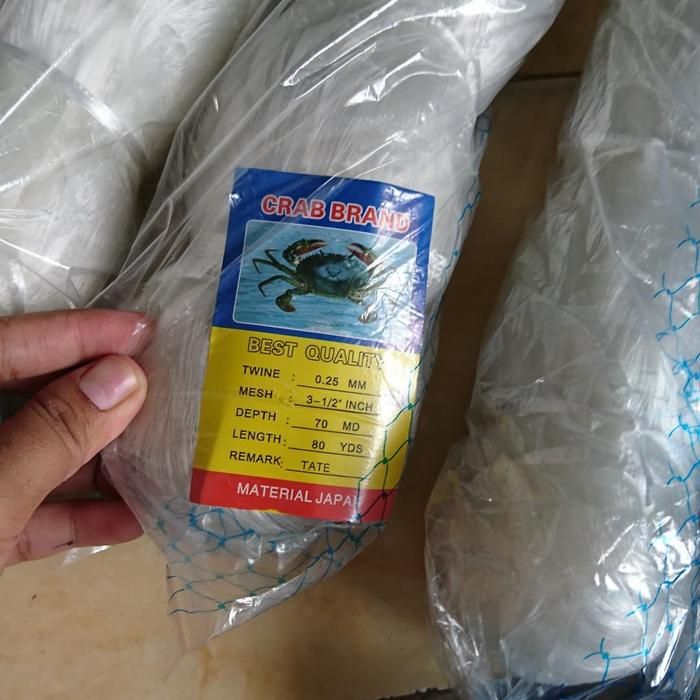 CRAB BRAND
BEST QUALITY
TWINE : 0.25 MM
MESH : 3-1/2" INCH
DEPTH : 70 MD
LENGTH: 80 YDS
REMARK: TATE
MATERIAL JAPAN